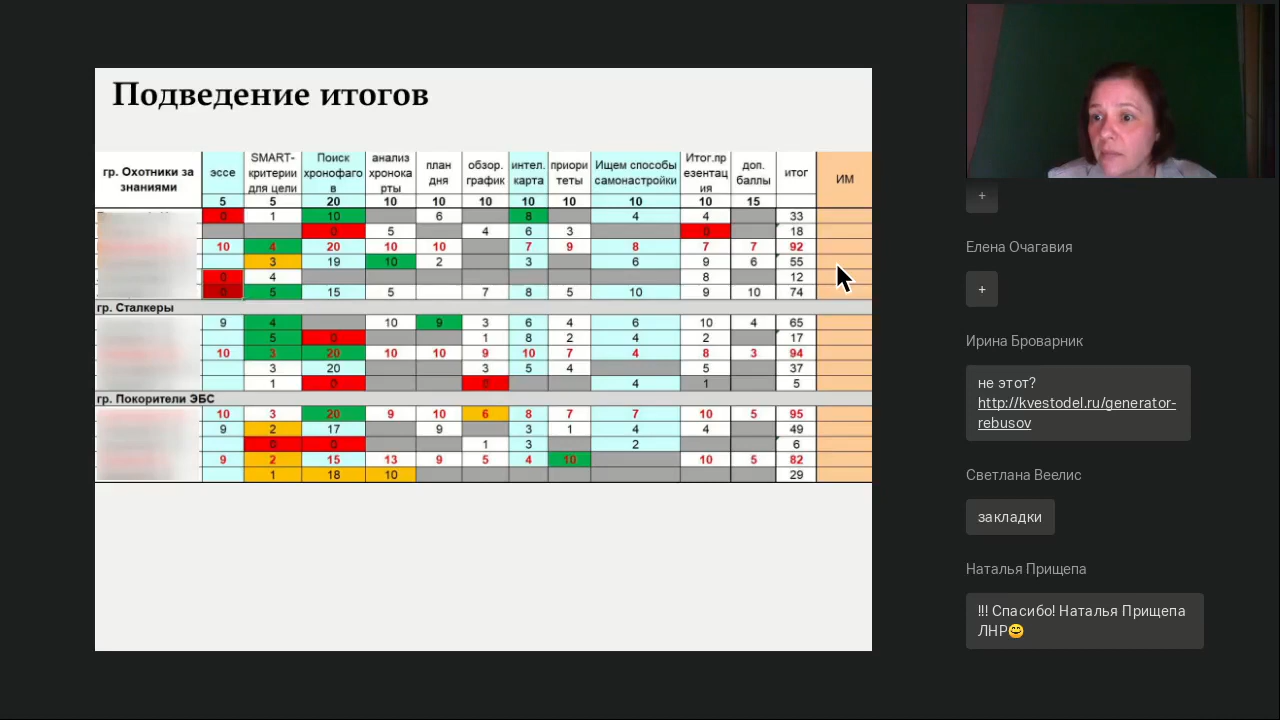 Подведение итогов
гр. Охотники за знаниями эссе SMART-критерии для цели Поиск хронофагов анализ хронокарты план дня обзор. график интел. карта приоритеты Ищем способы самонастройки Итог.презентация доп. баллы итог ИМ
5 5 20 10 10 10 10 10 10 10 15
0 1 10 6 8 4 4 33
0 5 4 6 3 0 18
10 4 20 10 10 7 9 8 7 7 92
3 19 10 2 3 6 9 6 55
0 4 8 12
0 5 15 5 7 8 5 10 9 10 74
гр. Сталкеры
9 4 10 9 3 6 4 6 10 4 65
5 0 1 8 2 4 2 17
10 3 20 10 10 9 10 7 4 8 3 94
3 20 3 5 4 5 37
1 0 0 4 1 5
гр. Покорители ЭБС
10 3 20 9 10 6 8 7 7 10 5 95
9 2 17 9 3 1 4 4 49
0 0 1 3 2 6
9 2 15 13 9 5 4 10 10 5 82
1 18 10 29
+
Елена Очагавия
+
Ирина Броварник
не этот?
http://kvestodel.ru/generator-
rebusov
Светлана Веелис
закладки
Наталья Прищепа
!!! Спасибо! Наталья Прищепа
ЛНР😊